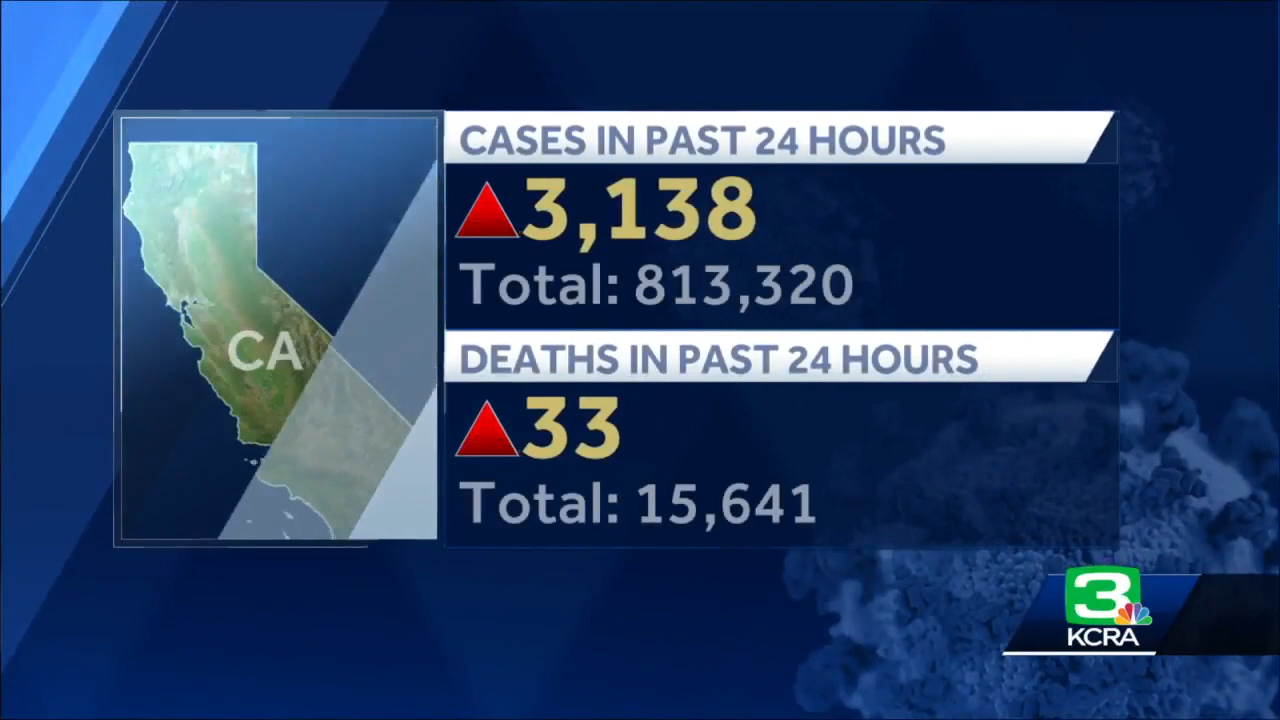 CASES IN PAST 24 HOURS
3,138
Total: 813,320
CA
DEATHS IN PAST 24 HOURS
33
Total: 15,641
3
KCRA